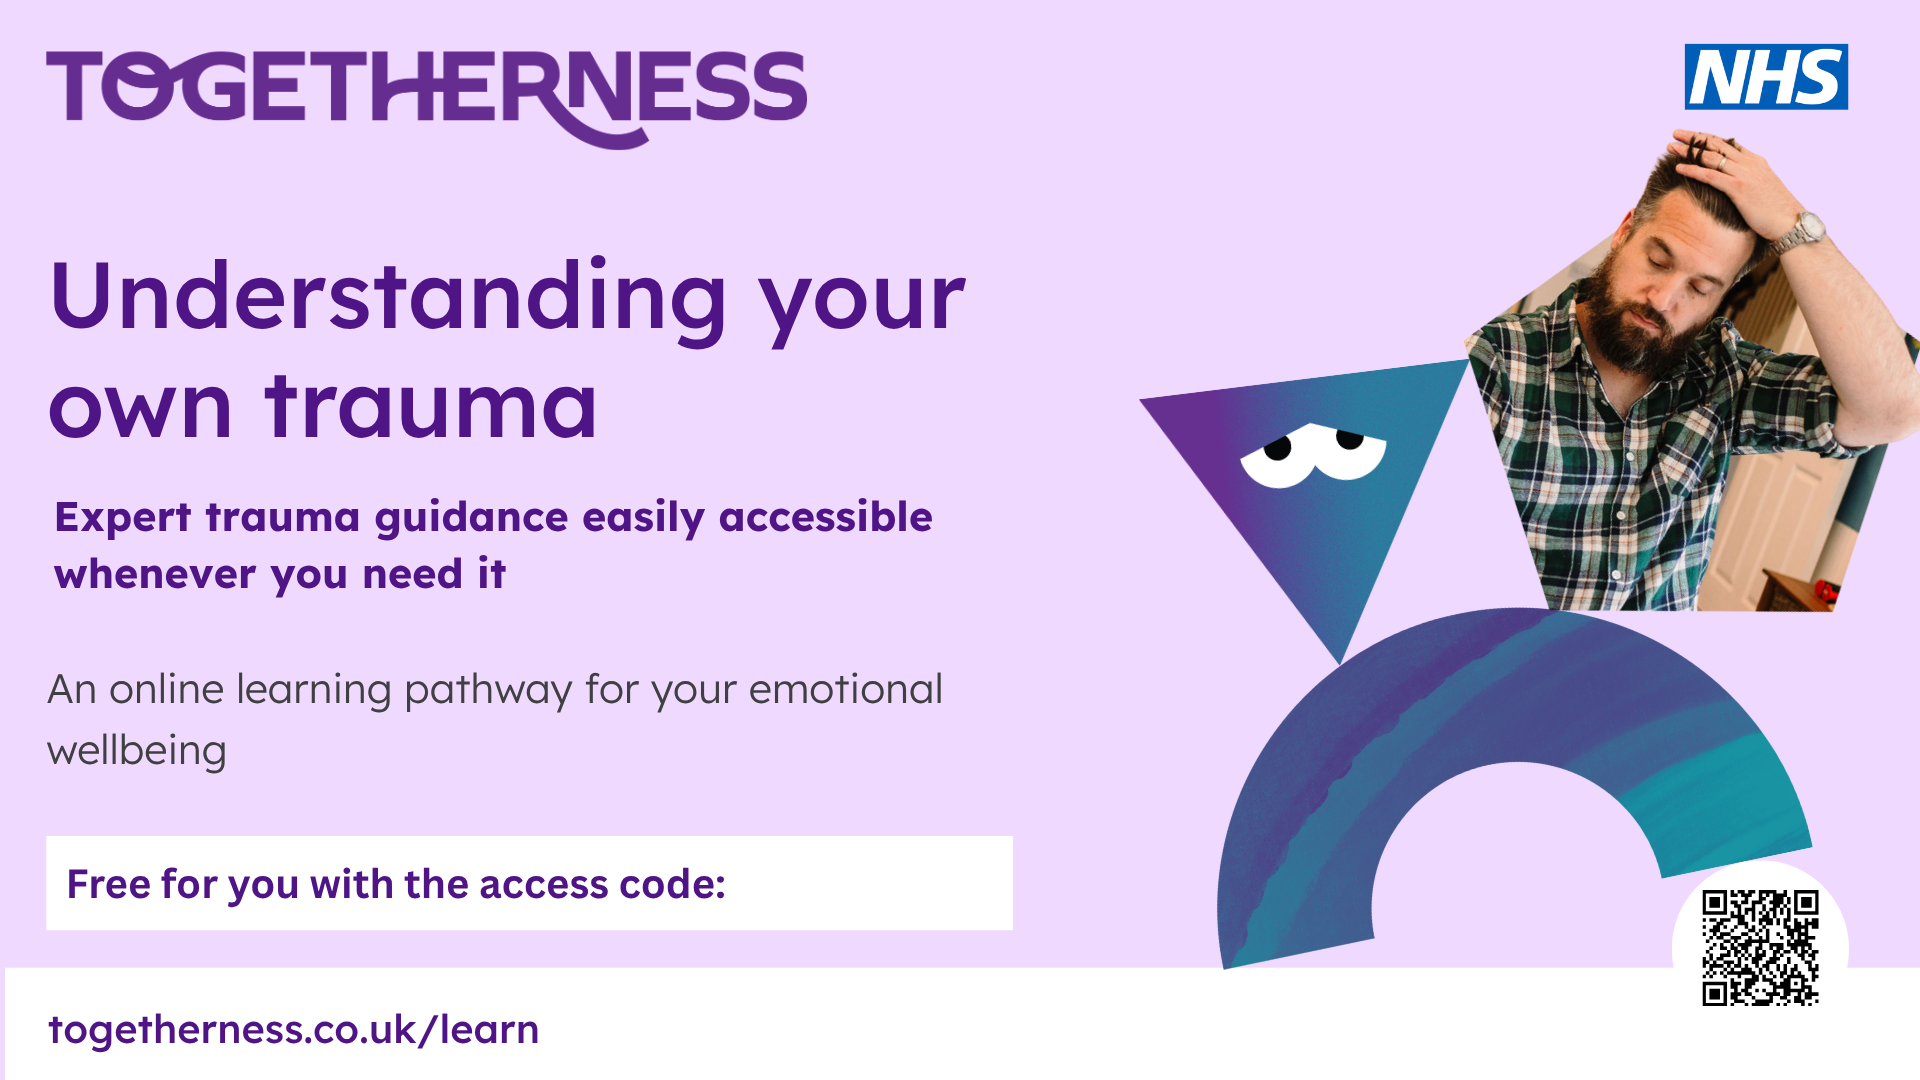 TOGETHERNESS
NHS
Understanding your
own trauma
Expert trauma guidance easily accessible
whenever you need it
An online learning pathway for your emotional
wellbeing
Free for you with the access code:
togetherness.co.uk/learn